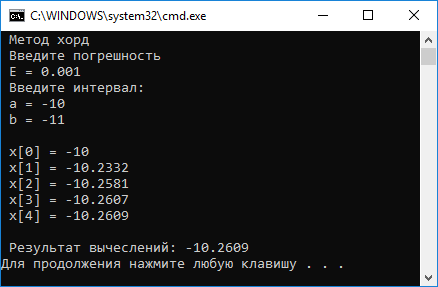 C:\WINDOWS\system32\cmd.exe
Метод хорд
Введите погрешность
E = 0.001
Введите интервал:
a = -10
b = -11
x[0] = -10
x[1] = -10.2332
x[2] = -10.2581
x[3] = -10.2607
x[4] = -10.2609
Результат вычеслений: -10.2609
Для продолжения нажмите любую клавишу . . .